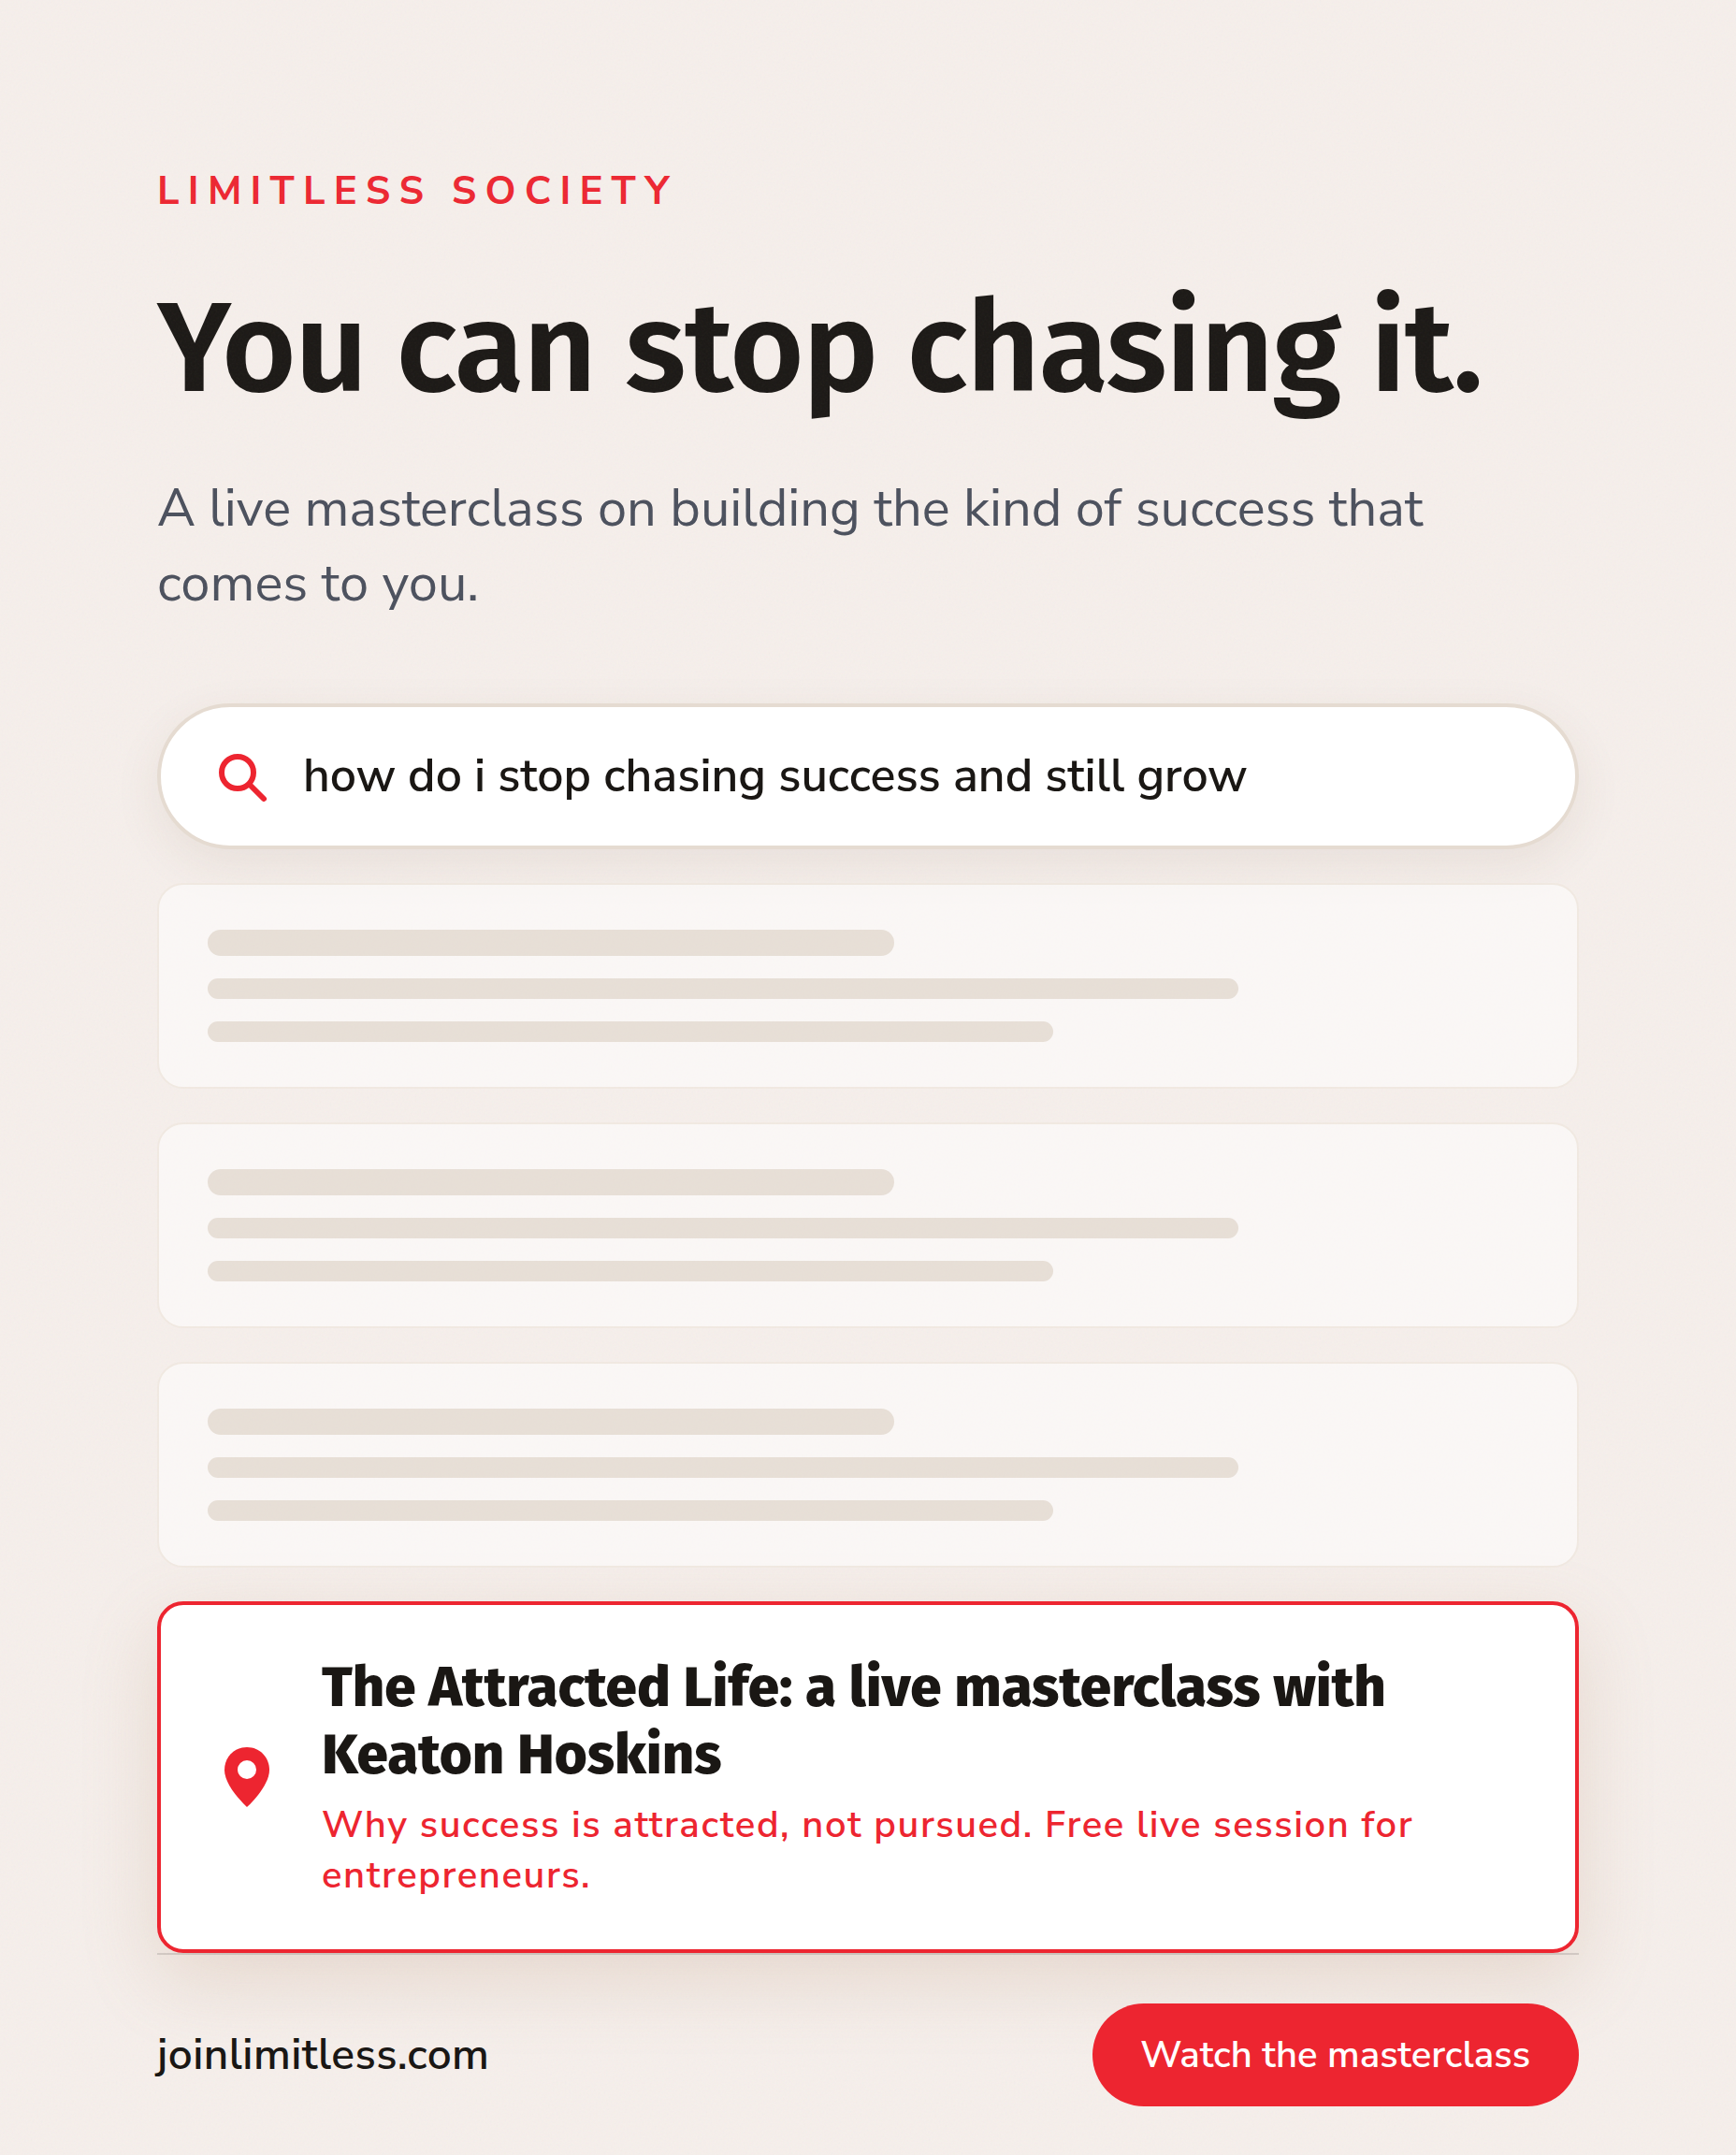 LIMITLESS SOCIETY
You can stop chasing it.
A live masterclass on building the kind of success that
comes to you.
how do i stop chasing success and still grow
The Attracted Life: a live masterclass with
Keaton Hoskins
Why success is attracted, not pursued. Free live session for
entrepreneurs.
joinlimitless.com
Watch the masterclass